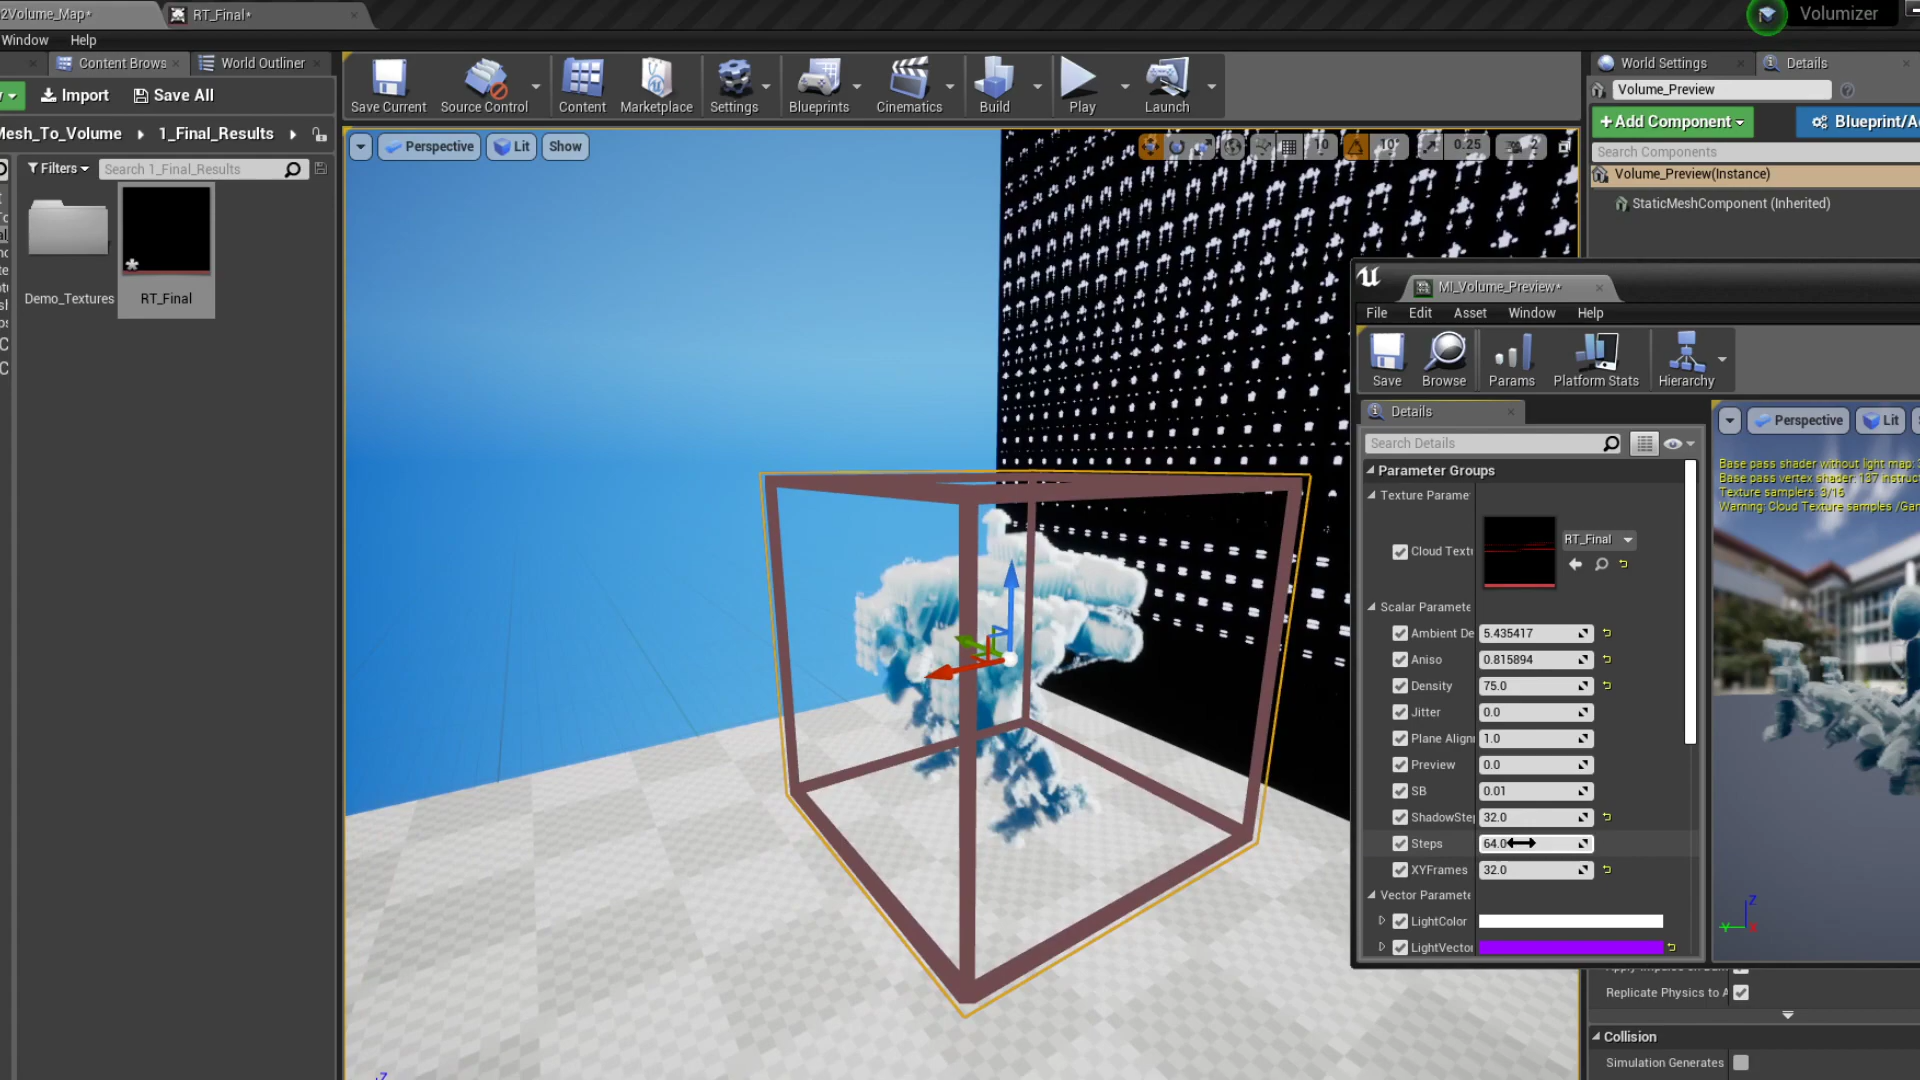 2Volume_Map*
RT_Final*
Volumizer
Window
Help
Content Brows
World Outliner
Import
Save All
Mesh_To_Volume
1_Final_Results
Filters
Search 1_Final_Results
Demo_Textures
RT_Final
Save Current
Source Control
Content
Marketplace
Settings
Blueprints
Cinematics
Build
Play
Launch
Perspective
Lit
Show
10
10°
0.25
2
World Settings
Details
Volume_Preview
+Add Component
Blueprint/A
Search Components
Volume_Preview(Instance)
StaticMeshComponent (Inherited)
MI_Volume_Preview*
File
Edit
Asset
Window
Help
Save
Browse
Params
Platform Stats
Hierarchy
Details
Search Details
Parameter Groups
Texture Parame
Cloud Textu
RT_Final
Scalar Paramete
Ambient De
5.435417
Aniso
0.815894
Density
75.0
Jitter
0.0
Plane Alignr
1.0
Preview
0.0
SB
0.01
ShadowStep
32.0
Steps
64.0
XYFrames
32.0
Vector Paramete
LightColor
LightVector
Perspective
Lit
Base pass shader without light map: 3
Base pass vertex shader: 137 instruct
Texture samplers: 3/16
Warning: Cloud Texture samples /Gam
Z
Y
X
Replicate Physics to A
Collision
Simulation Generates
Z